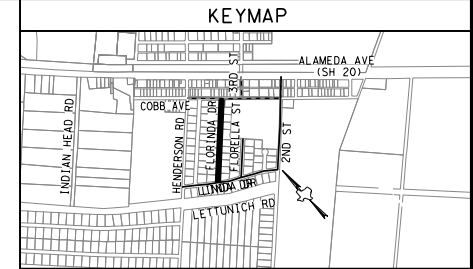 KEYMAP
ALAMEDA AVE
(SH 20)
3RD ST
COBB AVE
INDIAN HEAD RD
HENDERSON RD
FLORINDA DR
FLORELLA ST
2ND ST
LINDA DR
LETTUNICH RD